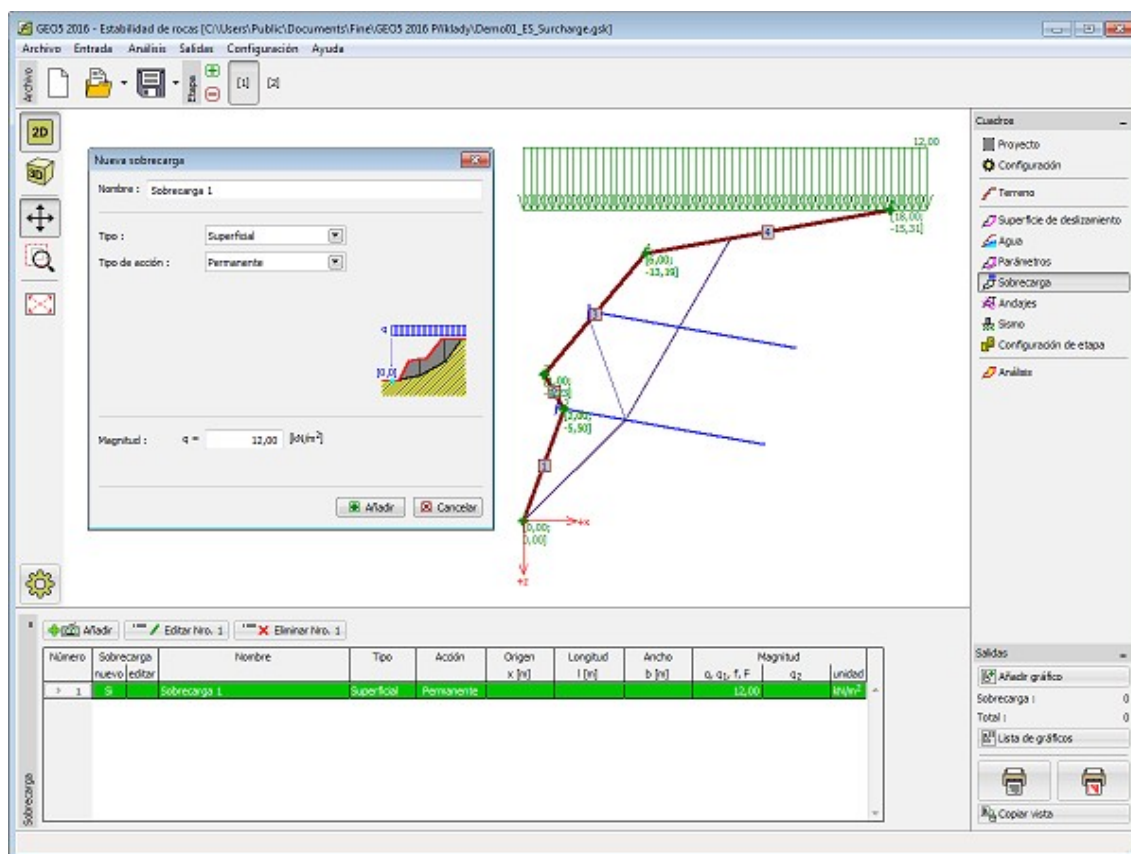 GEO5 2016 - Estabilidad de rocas [C:\Users\Public\Documents\Fine\GEO5 2016 Příklady\Demo01_ES_Surcharge.gsk]
Archivo Entrada Análisis Salidas Configuración Ayuda
Archivo
Etapa
[1] [2]
2D
3D
Nueva sobrecarga
Nombre : Sobrecarga 1
Tipo : Superficial
Tipo de acción : Permanente
q
[0,0]
Magnitud : q = 12,00 [kN/m²]
Añadir Cancelar
12,00
4
[18,00;
-15,31]
[6,00;
-13,19]
3
[2,00;
-5,50]
1
[0,00;
0,00]
+x
+z
Cuadros
Proyecto
Configuración
Terreno
Superficie de deslizamiento
Agua
Parámetros
Sobrecarga
Anclajes
Sismo
Configuración de etapa
Análisis
Añadir Editar Nro. 1 Eliminar Nro. 1
Número Sobrecarga Nombre Tipo Acción Origen Longitud Ancho Magnitud
nuevo editar x [m] l [m] b [m] q, q₁, f, F q₂ unidad
> 1 Si Sobrecarga 1 Superficial Permanente 12,00 kN/m²
Sobrecarga
Salidas
Añadir gráfico
Sobrecarga : 0
Total : 0
Lista de gráficos
Copiar vista